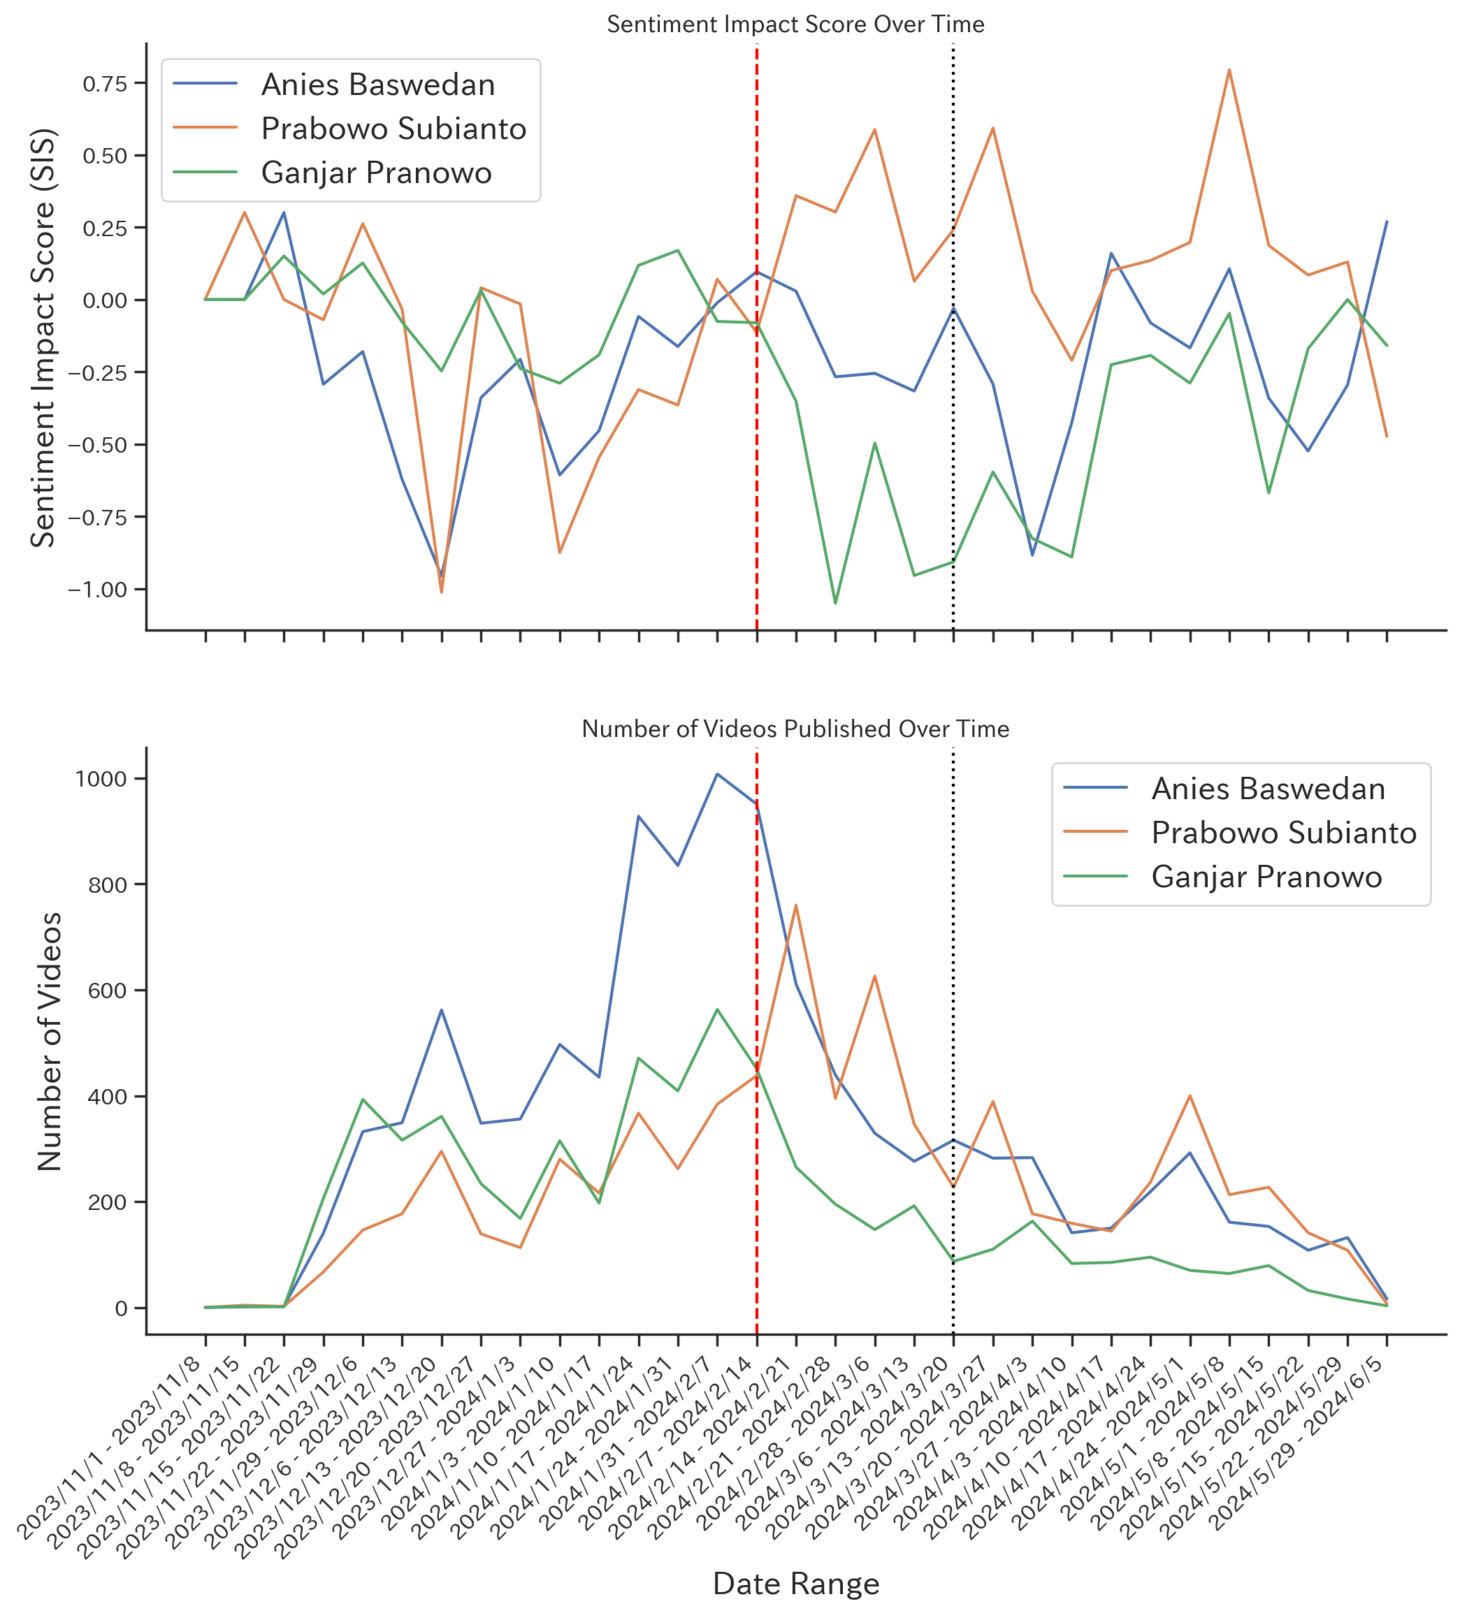 Sentiment Impact Score Over Time
Anies Baswedan
Prabowo Subianto
Ganjar Pranowo
Sentiment Impact Score (SIS)
0.75
0.50
0.25
0.00
−0.25
−0.50
−0.75
−1.00
Number of Videos Published Over Time
Anies Baswedan
Prabowo Subianto
Ganjar Pranowo
Number of Videos
1000
800
600
400
200
0
2023/11/1 - 2023/11/8
2023/11/8 - 2023/11/15
2023/11/15 - 2023/11/22
2023/11/22 - 2023/11/29
2023/11/29 - 2023/12/6
2023/12/6 - 2023/12/13
2023/12/13 - 2023/12/20
2023/12/20 - 2023/12/27
2023/12/27 - 2024/1/3
2024/1/3 - 2024/1/10
2024/1/10 - 2024/1/17
2024/1/17 - 2024/1/24
2024/1/24 - 2024/1/31
2024/1/31 - 2024/2/7
2024/2/7 - 2024/2/14
2024/2/14 - 2024/2/21
2024/2/21 - 2024/2/28
2024/2/28 - 2024/3/6
2024/3/6 - 2024/3/13
2024/3/13 - 2024/3/20
2024/3/20 - 2024/3/27
2024/3/27 - 2024/4/3
2024/4/3 - 2024/4/10
2024/4/10 - 2024/4/17
2024/4/17 - 2024/4/24
2024/4/24 - 2024/5/1
2024/5/1 - 2024/5/8
2024/5/8 - 2024/5/15
2024/5/15 - 2024/5/22
2024/5/22 - 2024/5/29
2024/5/29 - 2024/6/5
Date Range